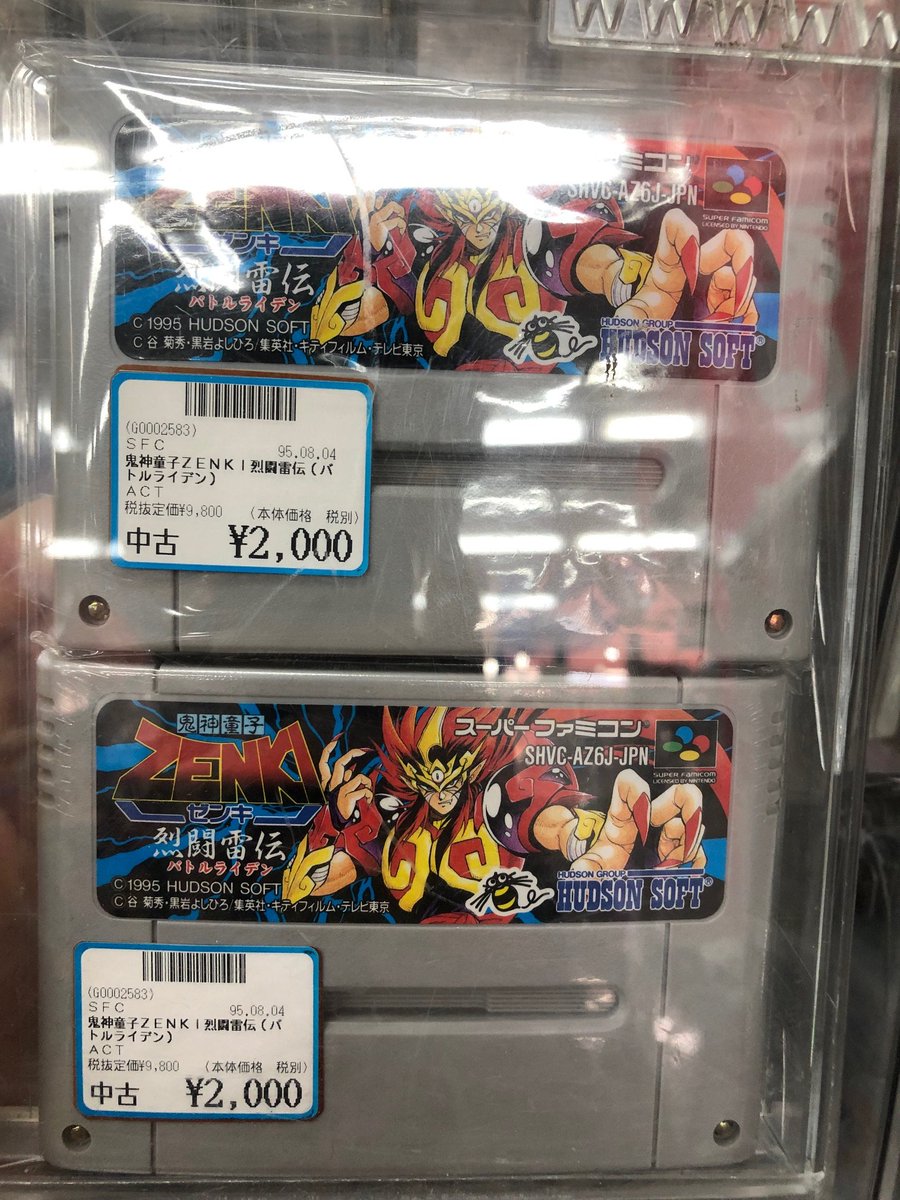 ーファミコン
SHVC-AZ6J-JPN
SUPER FAMICOM
LICENSED BY NINTENDO
ZENKI
ゼンキ
烈闘雷伝
バトルライデン
C 1995 HUDSON SOFT
C 谷 菊秀・黒岩よしひろ/集英社・キティフィルム・テレビ東京
HUDSON GROUP
HUDSON SOFT®
(G0002583)
SFC 95.08.04
鬼神童子ZENKI烈闘雷伝(バ
トルライデン)
ACT
税抜定価¥9,800 (本体価格 税別)
中古 ¥2,000
鬼神童子
ZENKI
ゼンキ
烈闘雷伝
バトルライデン
C 1995 HUDSON SOFT
C 谷 菊秀・黒岩よしひろ/集英社・キティフィルム・テレビ東京
スーパーファミコン®
SHVC-AZ6J-JPN
SUPER FAMICOM
LICENSED BY NINTENDO
HUDSON GROUP
HUDSON SOFT®
(G0002583)
SFC 95.08.04
鬼神童子ZENKI烈闘雷伝(バ
トルライデン)
ACT
税抜定価¥9,800 (本体価格 税別)
中古 ¥2,000